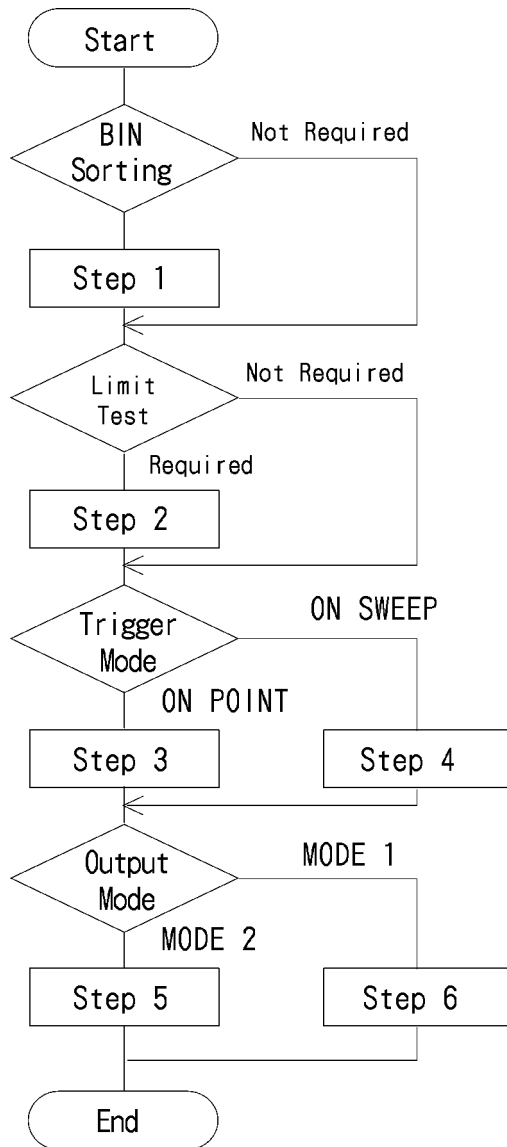 Start
BIN
Sorting
Not Required
Step 1
Limit
Test
Not Required
Required
Step 2
Trigger
Mode
ON SWEEP
ON POINT
Step 3
Step 4
Output
Mode
MODE 1
MODE 2
Step 5
Step 6
End